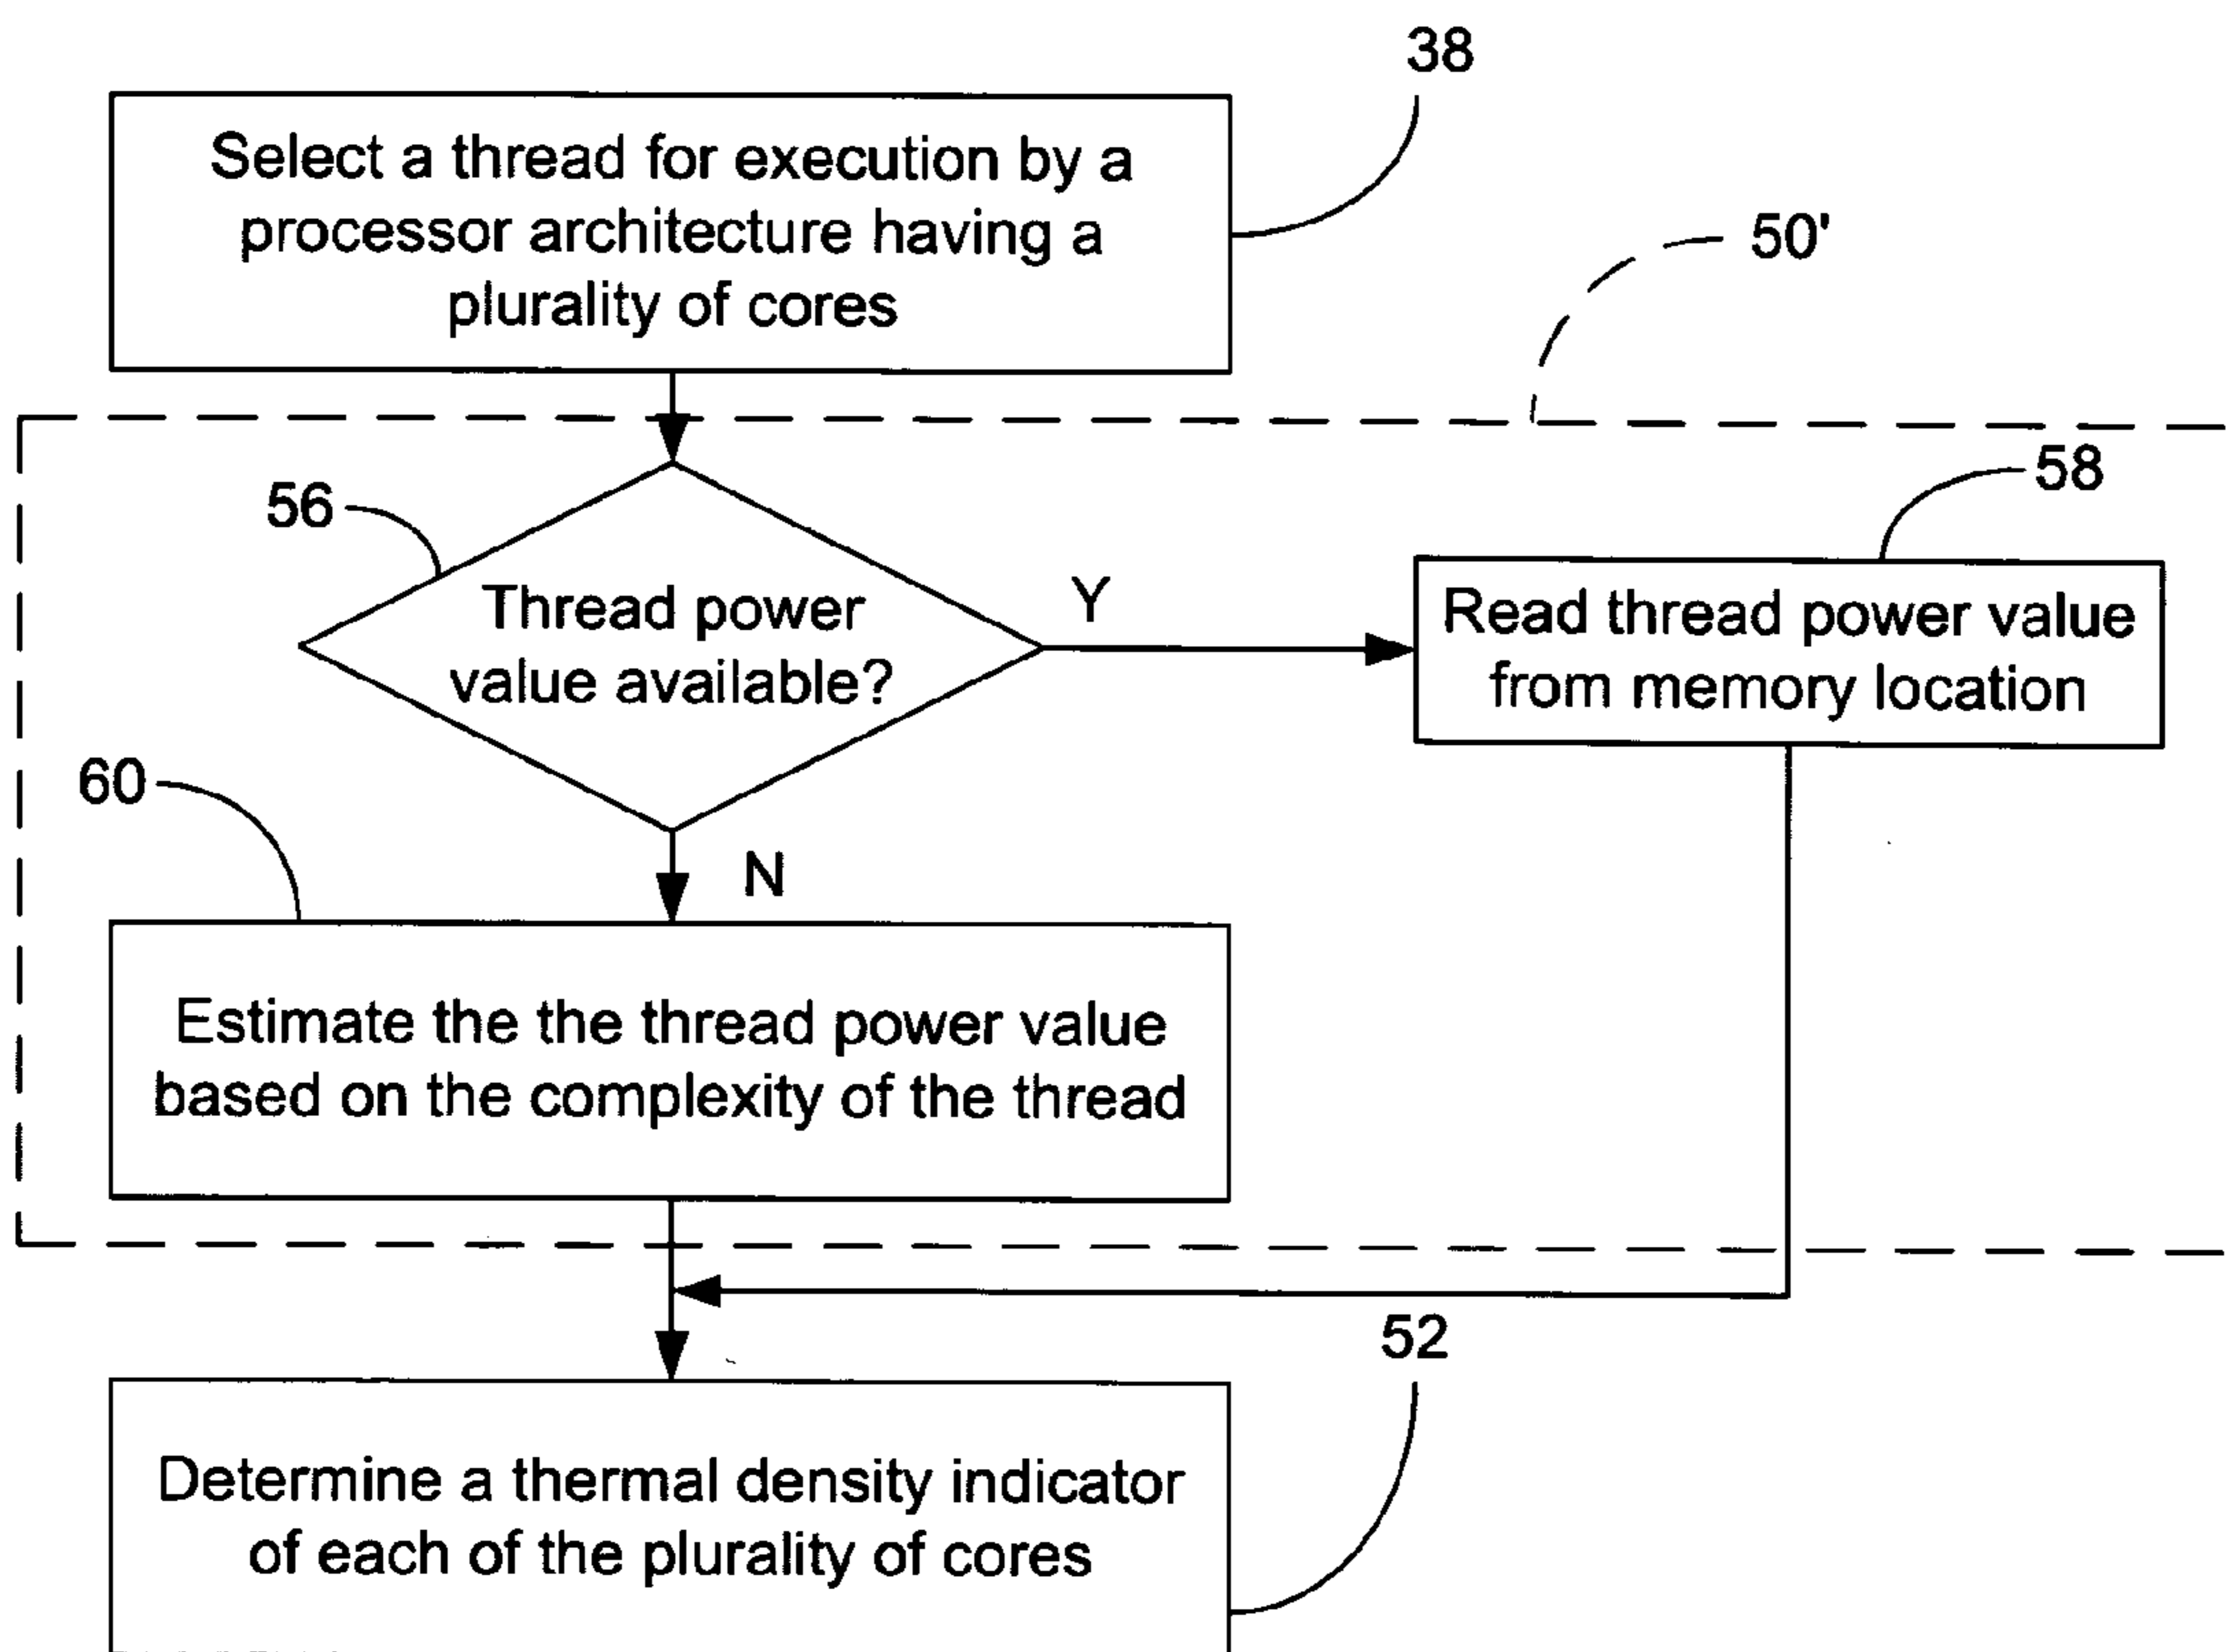 38
Select a thread for execution by a
processor architecture having a
plurality of cores
50'
56
Thread power
value available?
Y
58
Read thread power value
from memory location
60
N
Estimate the the thread power value
based on the complexity of the thread
52
Determine a thermal density indicator
of each of the plurality of cores